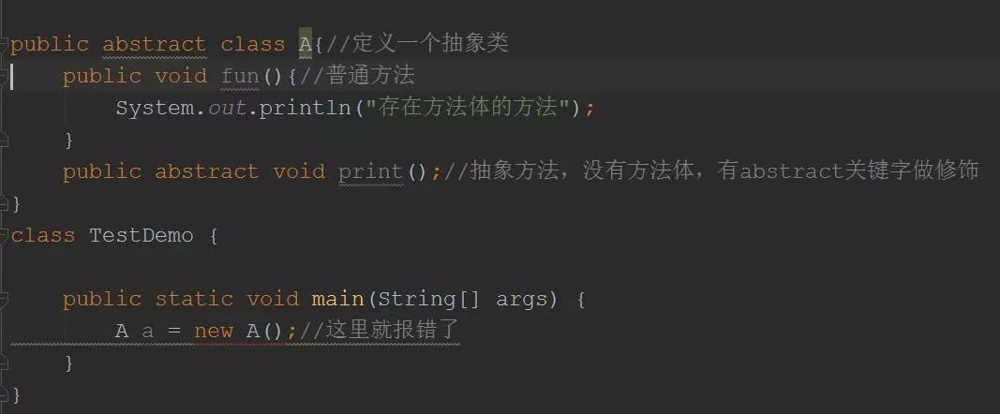 public abstract class A{//定义一个抽象类
    public void fun(){//普通方法
        System.out.println("存在方法体的方法");
    }
    public abstract void print();//抽象方法，没有方法体，有abstract关键字做修饰
}
class TestDemo {
    public static void main(String[] args) {
        A a = new A();//这里就报错了
    }
}